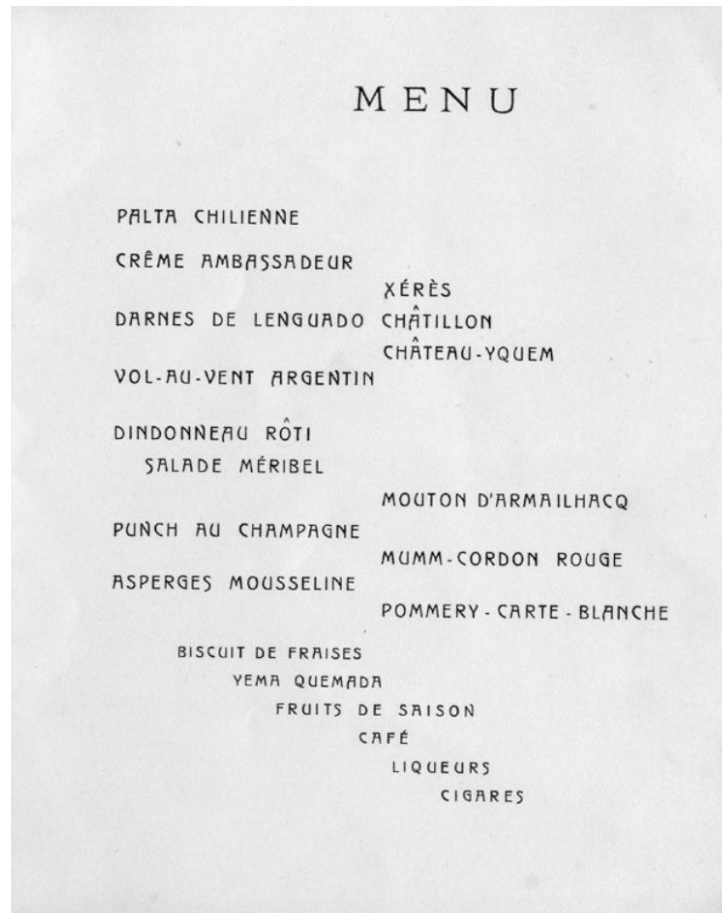 MENU
PALTA CHILIENNE
CRÊME AMBASSADEUR
XÉRÈS
DARNES DE LENGUADO CHÂTILLON
CHÂTEAU-YQUEM
VOL-AU-VENT ARGENTIN
DINDONNEAU RÔTI
SALADE MÉRIBEL
MOUTON D'ARMAILHACQ
PUNCH AU CHAMPAGNE
MUMM-CORDON ROUGE
ASPERGES MOUSSELINE
POMMERY-CARTE-BLANCHE
BISCUIT DE FRAISES
YEMA QUEMADA
FRUITS DE SAISON
CAFÉ
LIQUEURS
CIGARES